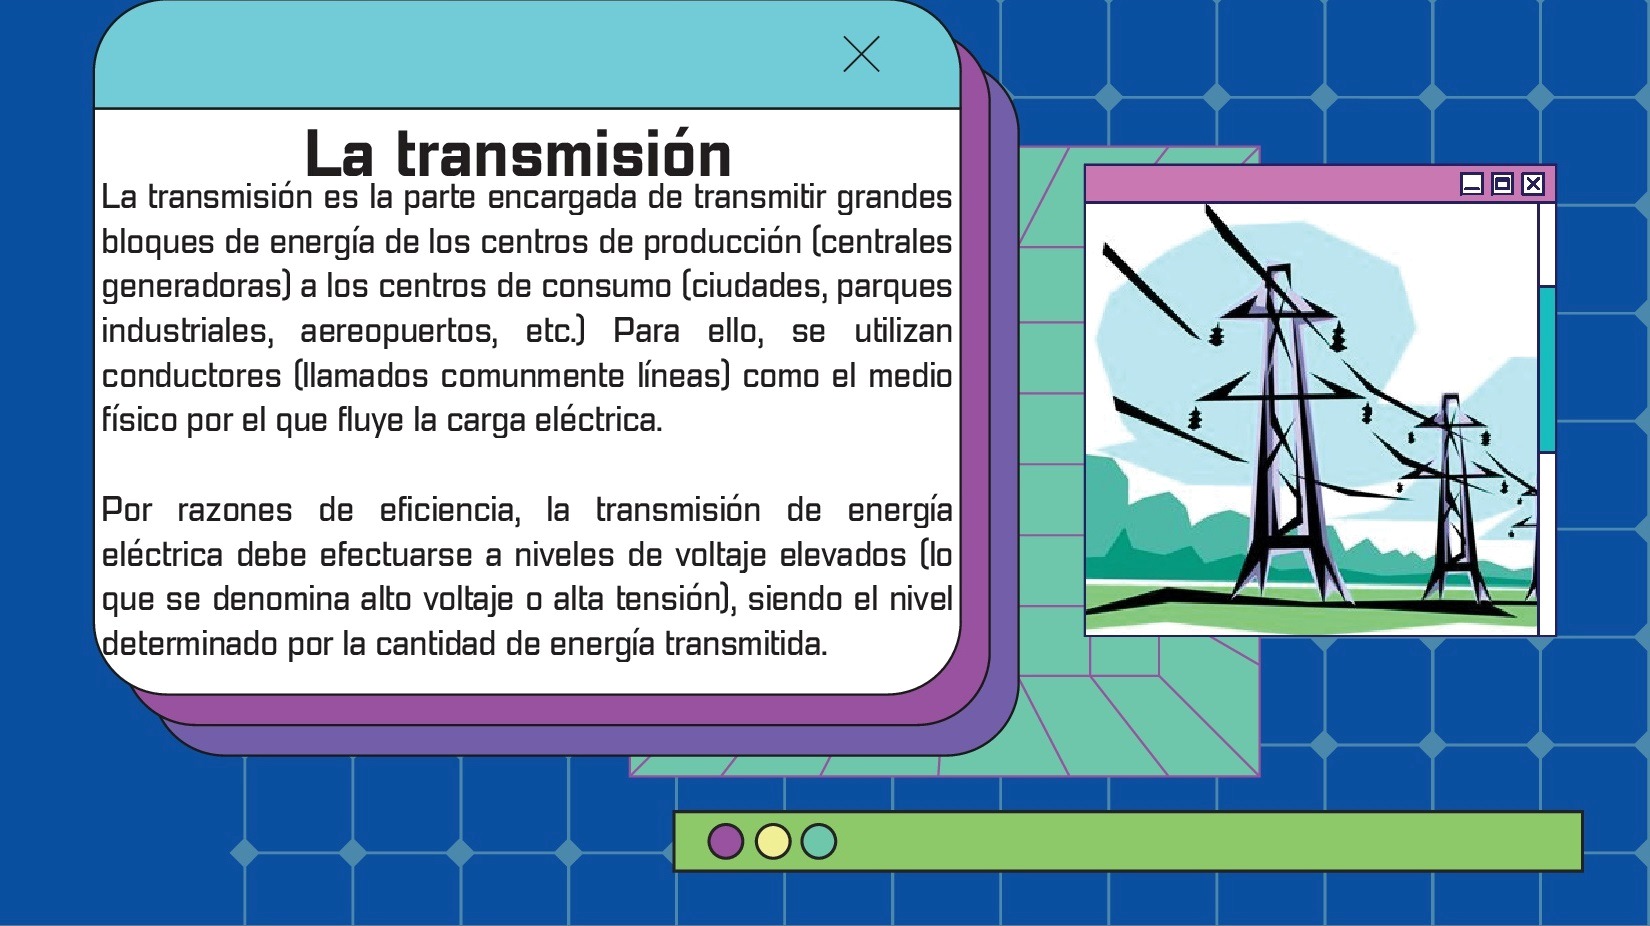 La transmisión
La transmisión es la parte encargada de transmitir grandes
bloques de energía de los centros de producción (centrales
generadoras) a los centros de consumo (ciudades, parques
industriales, aereopuertos, etc.) Para ello, se utilizan
conductores (llamados comunmente líneas) como el medio
físico por el que fluye la carga eléctrica.
Por razones de eficiencia, la transmisión de energía
eléctrica debe efectuarse a niveles de voltaje elevados (lo
que se denomina alto voltaje o alta tensión), siendo el nivel
determinado por la cantidad de energía transmitida.